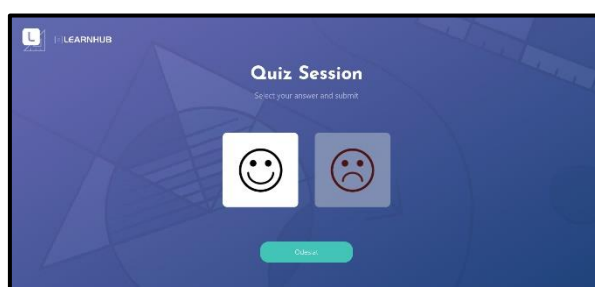 L
LEARNHUB
Quiz Session
Select your answer and submit
Odeslat